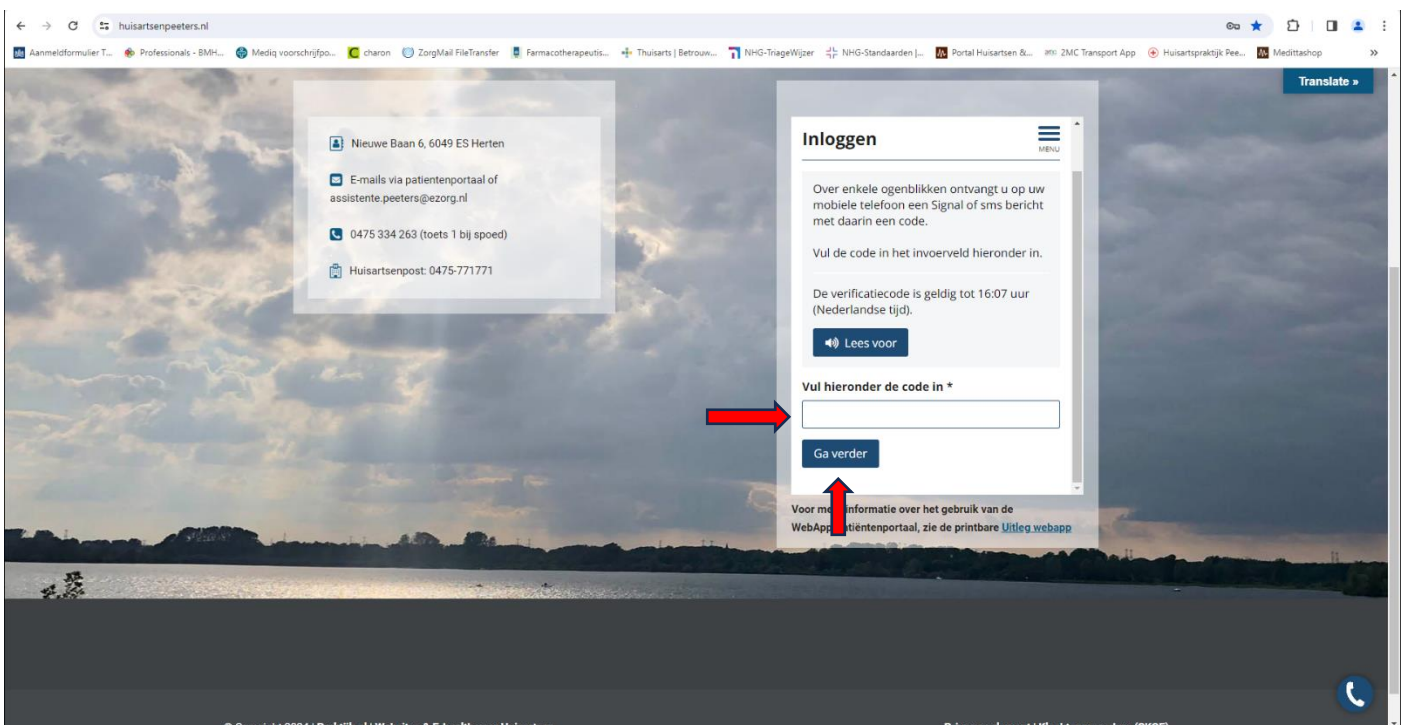 huisartsenpeeters.nl
Aanmeldformulier T... Professionals - BMH... Mediq voorschrijfpo... charon ZorgMail FileTransfer Farmacotherapeutis... Thuisarts | Betrouw... NHG-TriageWijzer NHG-Standaarden |... Portal Huisartsen &... 2MC Transport App Huisartspraktijk Pee... Medittashop
Translate »
Nieuwe Baan 6, 6049 ES Herten
E-mails via patientenportaal of
assistente.peeters@ezorg.nl
0475 334 263 (toets 1 bij spoed)
Huisartsenpost: 0475-771771
Inloggen
MENU
Over enkele ogenblikken ontvangt u op uw
mobiele telefoon een Signal of sms bericht
met daarin een code.
Vul de code in het invoerveld hieronder in.
De verificatiecode is geldig tot 16:07 uur
(Nederlandse tijd).
Lees voor
Vul hieronder de code in *
Ga verder
Voor me informatie over het gebruik van de
WebApp tiëntenportaal, zie de printbare Uitleg webapp